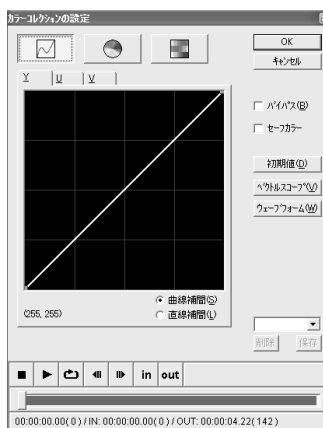 カラーコレクションの設定
OK
キャンセル
Y U V
バイパス(B)
セーフカラー
初期値(D)
ベクトルスコープ(V)
ウェーブフォーム(W)
曲線補間(S)
(255, 255)
直線補間(L)
削除 保存
in out
00:00:00.00( 0 ) / IN: 00:00:00.00( 0 ) / OUT: 00:00:04.22( 142 )